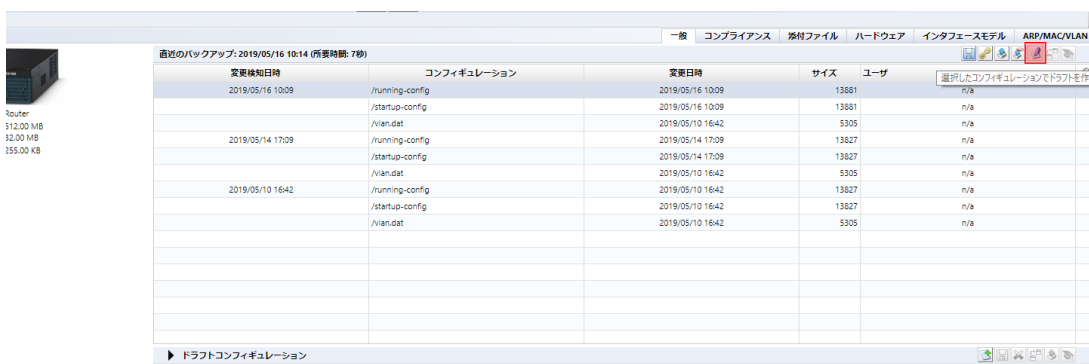 一般 コンプライアンス 添付ファイル ハードウェア インタフェースモデル ARP/MAC/VLAN
直近のバックアップ: 2019/05/16 10:14 (所要時間: 7秒)
変更検知日時 コンフィギュレーション 変更日時 サイズ ユーザ
選択したコンフィギュレーションでドラフトを作
2019/05/16 10:09 /running-config 2019/05/16 10:09 13881 n/a
/startup-config 2019/05/16 10:09 13881 n/a
/vlan.dat 2019/05/10 16:42 5305 n/a
2019/05/14 17:09 /running-config 2019/05/14 17:09 13827 n/a
/startup-config 2019/05/14 17:09 13827 n/a
/vlan.dat 2019/05/10 16:42 5305 n/a
2019/05/10 16:42 /running-config 2019/05/10 16:42 13827 n/a
/startup-config 2019/05/10 16:42 13827 n/a
/vlan.dat 2019/05/10 16:42 5305 n/a
Router
512.00 MB
32.00 MB
255.00 KB
ドラフトコンフィギュレーション